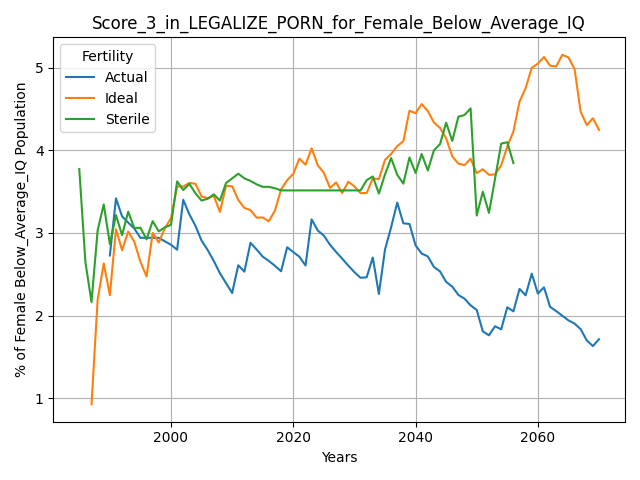 Score_3_in_LEGALIZE_PORN_for_Female_Below_Average_IQ
Fertility
Actual
Ideal
Sterile
% of Female Below_Average_IQ Population
5
4
3
2
1
2000 2020 2040 2060
Years